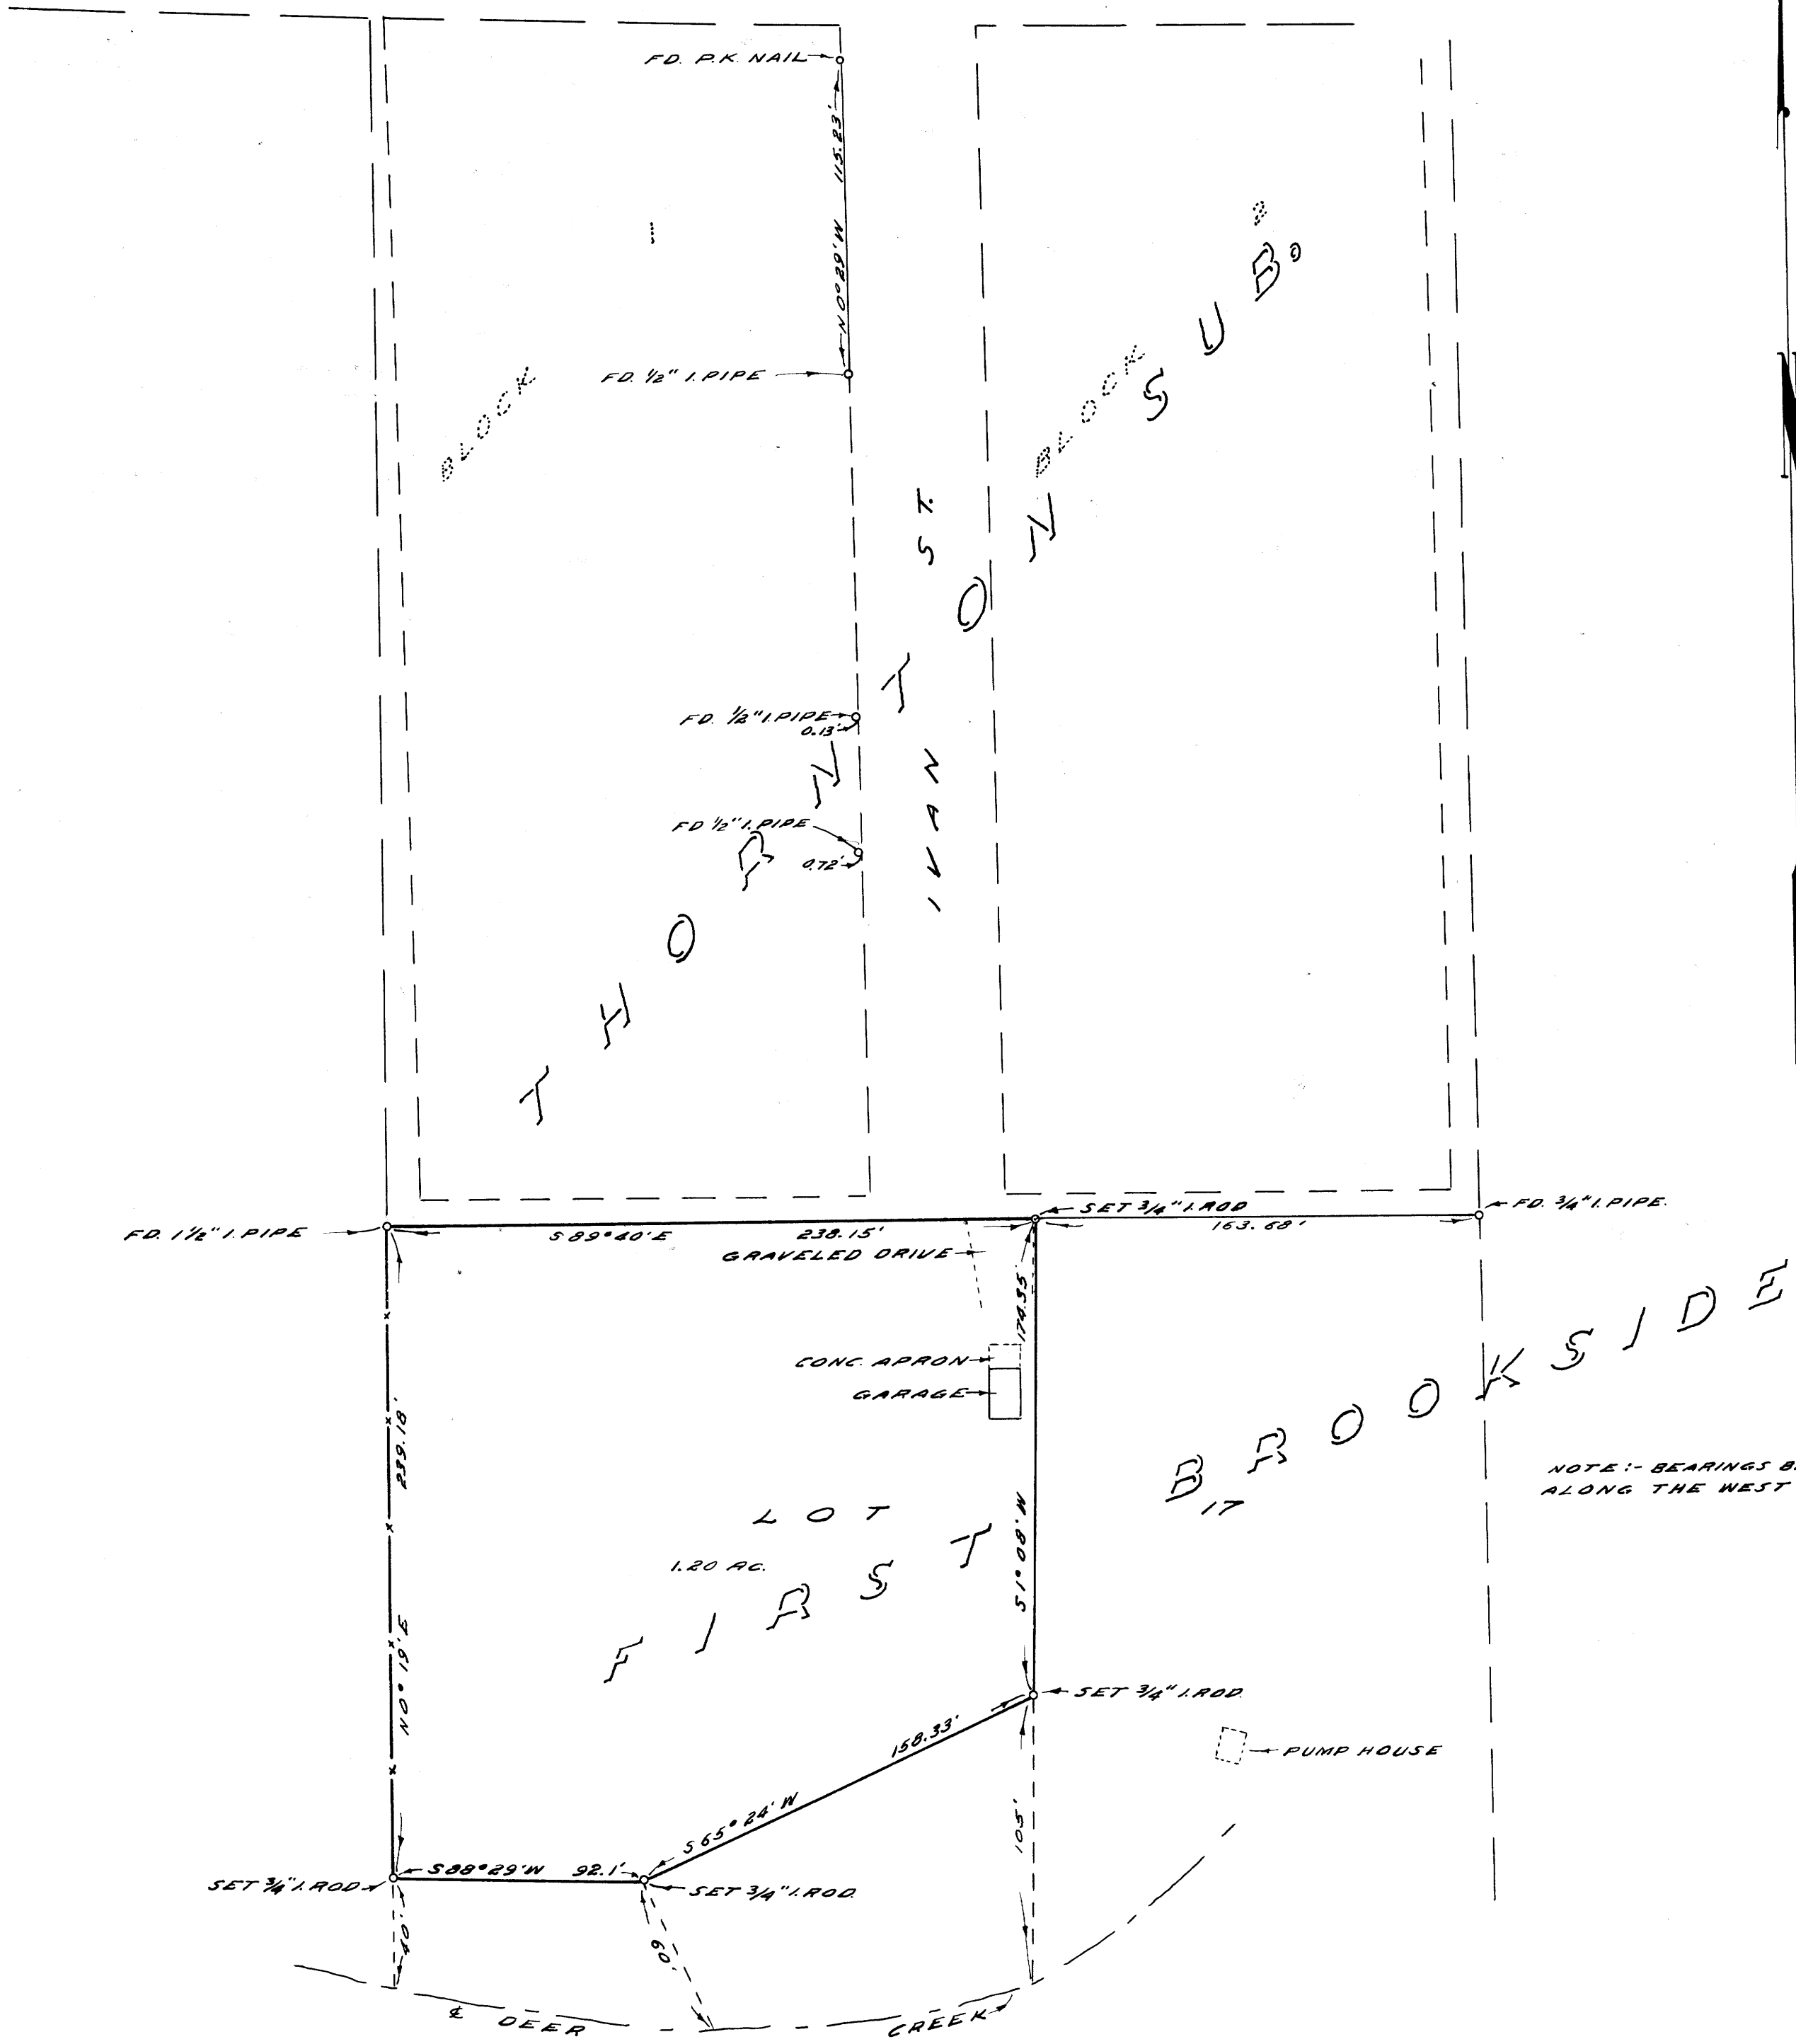 FD. P.K. NAIL
N0°29'W 115.83'
BLOCK
1
BLOCK
2
FD. 1/2" I. PIPE
IVAN ST.
FD. 1/2" I. PIPE
0.13'
FD 1/2" I. PIPE
0.72'
THORNTON SUB.
FD. 1 1/2" I. PIPE
S89°40'E 238.15'
SET 3/4" I. ROD
163.68'
FD. 3/4" I. PIPE.
GRAVELED DRIVE
174.55'
S1°08'W
CONC. APRON
GARAGE
N0°19'E 239.18'
LOT 17
1.20 AC.
FIRST BROOKSIDE
NOTE:- BEARINGS B
ALONG THE WEST
SET 3/4" I. ROD.
158.33'
S65°24'W
PUMP HOUSE
105'
SET 3/4" I. ROD
S88°29'W 92.1'
SET 3/4" I. ROD.
40'
60'
℄ DEER CREEK